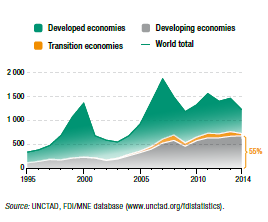 Developed economies
Developing economies
Transition economies
World total
2 000
1 500
1 000
500
0
55%
1995
2000
2005
2010
2014
Source: UNCTAD, FDI/MNE database (www.unctad.org/fdistatistics).